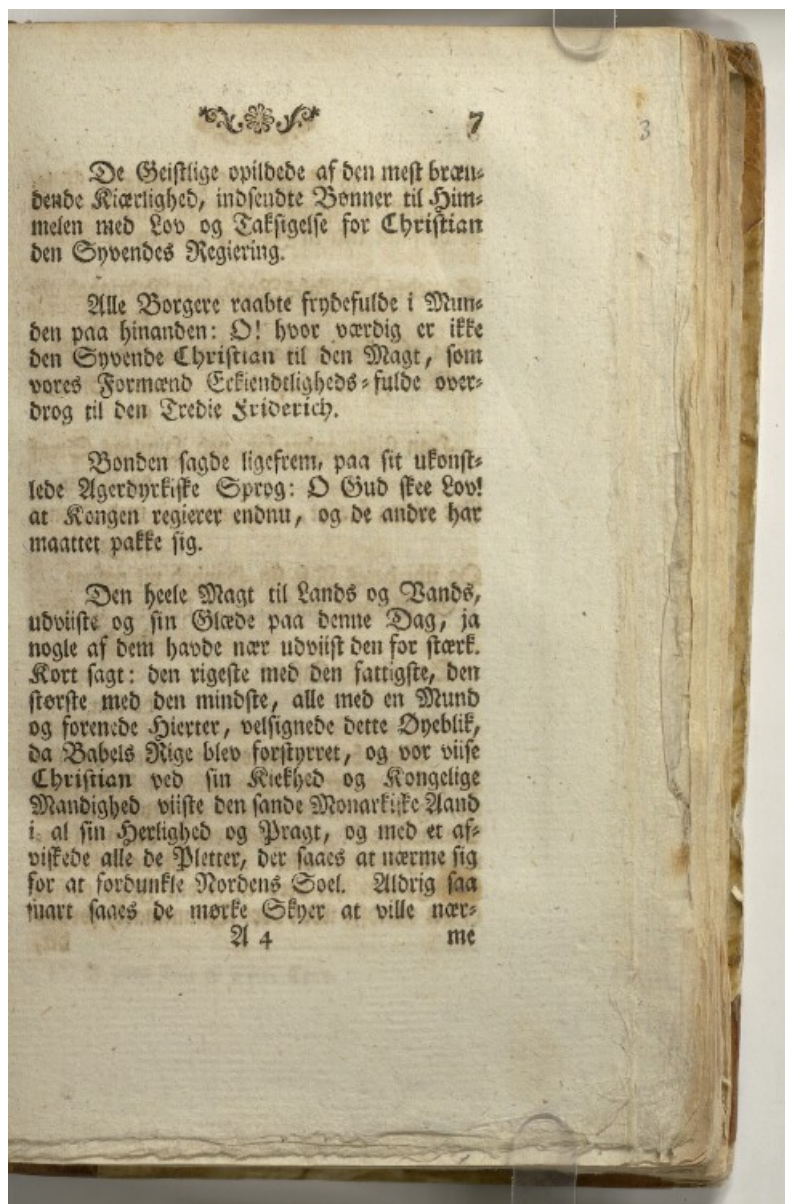 7
3
De Geistlige opildede af den mest bræn⸗
dende Kiærlighed, indsendte Bønner til Him⸗
melen med Lov og Taksigelse for Christian
den Syvendes Regiering.
Alle Borgere raabte frydefulde i Mun⸗
den paa hinanden: O! hvor værdig er ikke
den Syvende Christian til den Magt, som
vores Formænd Erkiendtligheds⸗fulde over⸗
drog til den Tredie Friderich.
Bonden sagde ligefrem, paa sit ukonst⸗
lede Agerdyrkiske Sprog: O Gud skee Lov!
at Kongen regierer endnu, og de andre har
maattet pakke sig.
Den heele Magt til Lands og Vands,
udviiste og sin Glæde paa denne Dag, ja
nogle af dem havde nær udviist den for stærk.
Kort sagt: den rigeste med den fattigste, den
største med den mindste, alle med en Mund
og forenede Hierter, velsignede dette Øyeblik,
da Babels Rige blev forstyrret, og vor viise
Christian ved sin Kiekhed og Kongelige
Mandighed viiste den sande Monarkiske Aand
i al sin Herlighed og Pragt, og med et af⸗
viskede alle de Pletter, der saaes at nærme sig
for at fordunkle Nordens Soel. Aldrig saa
snart saaes de mørke Skyer at ville nær⸗
A 4 me